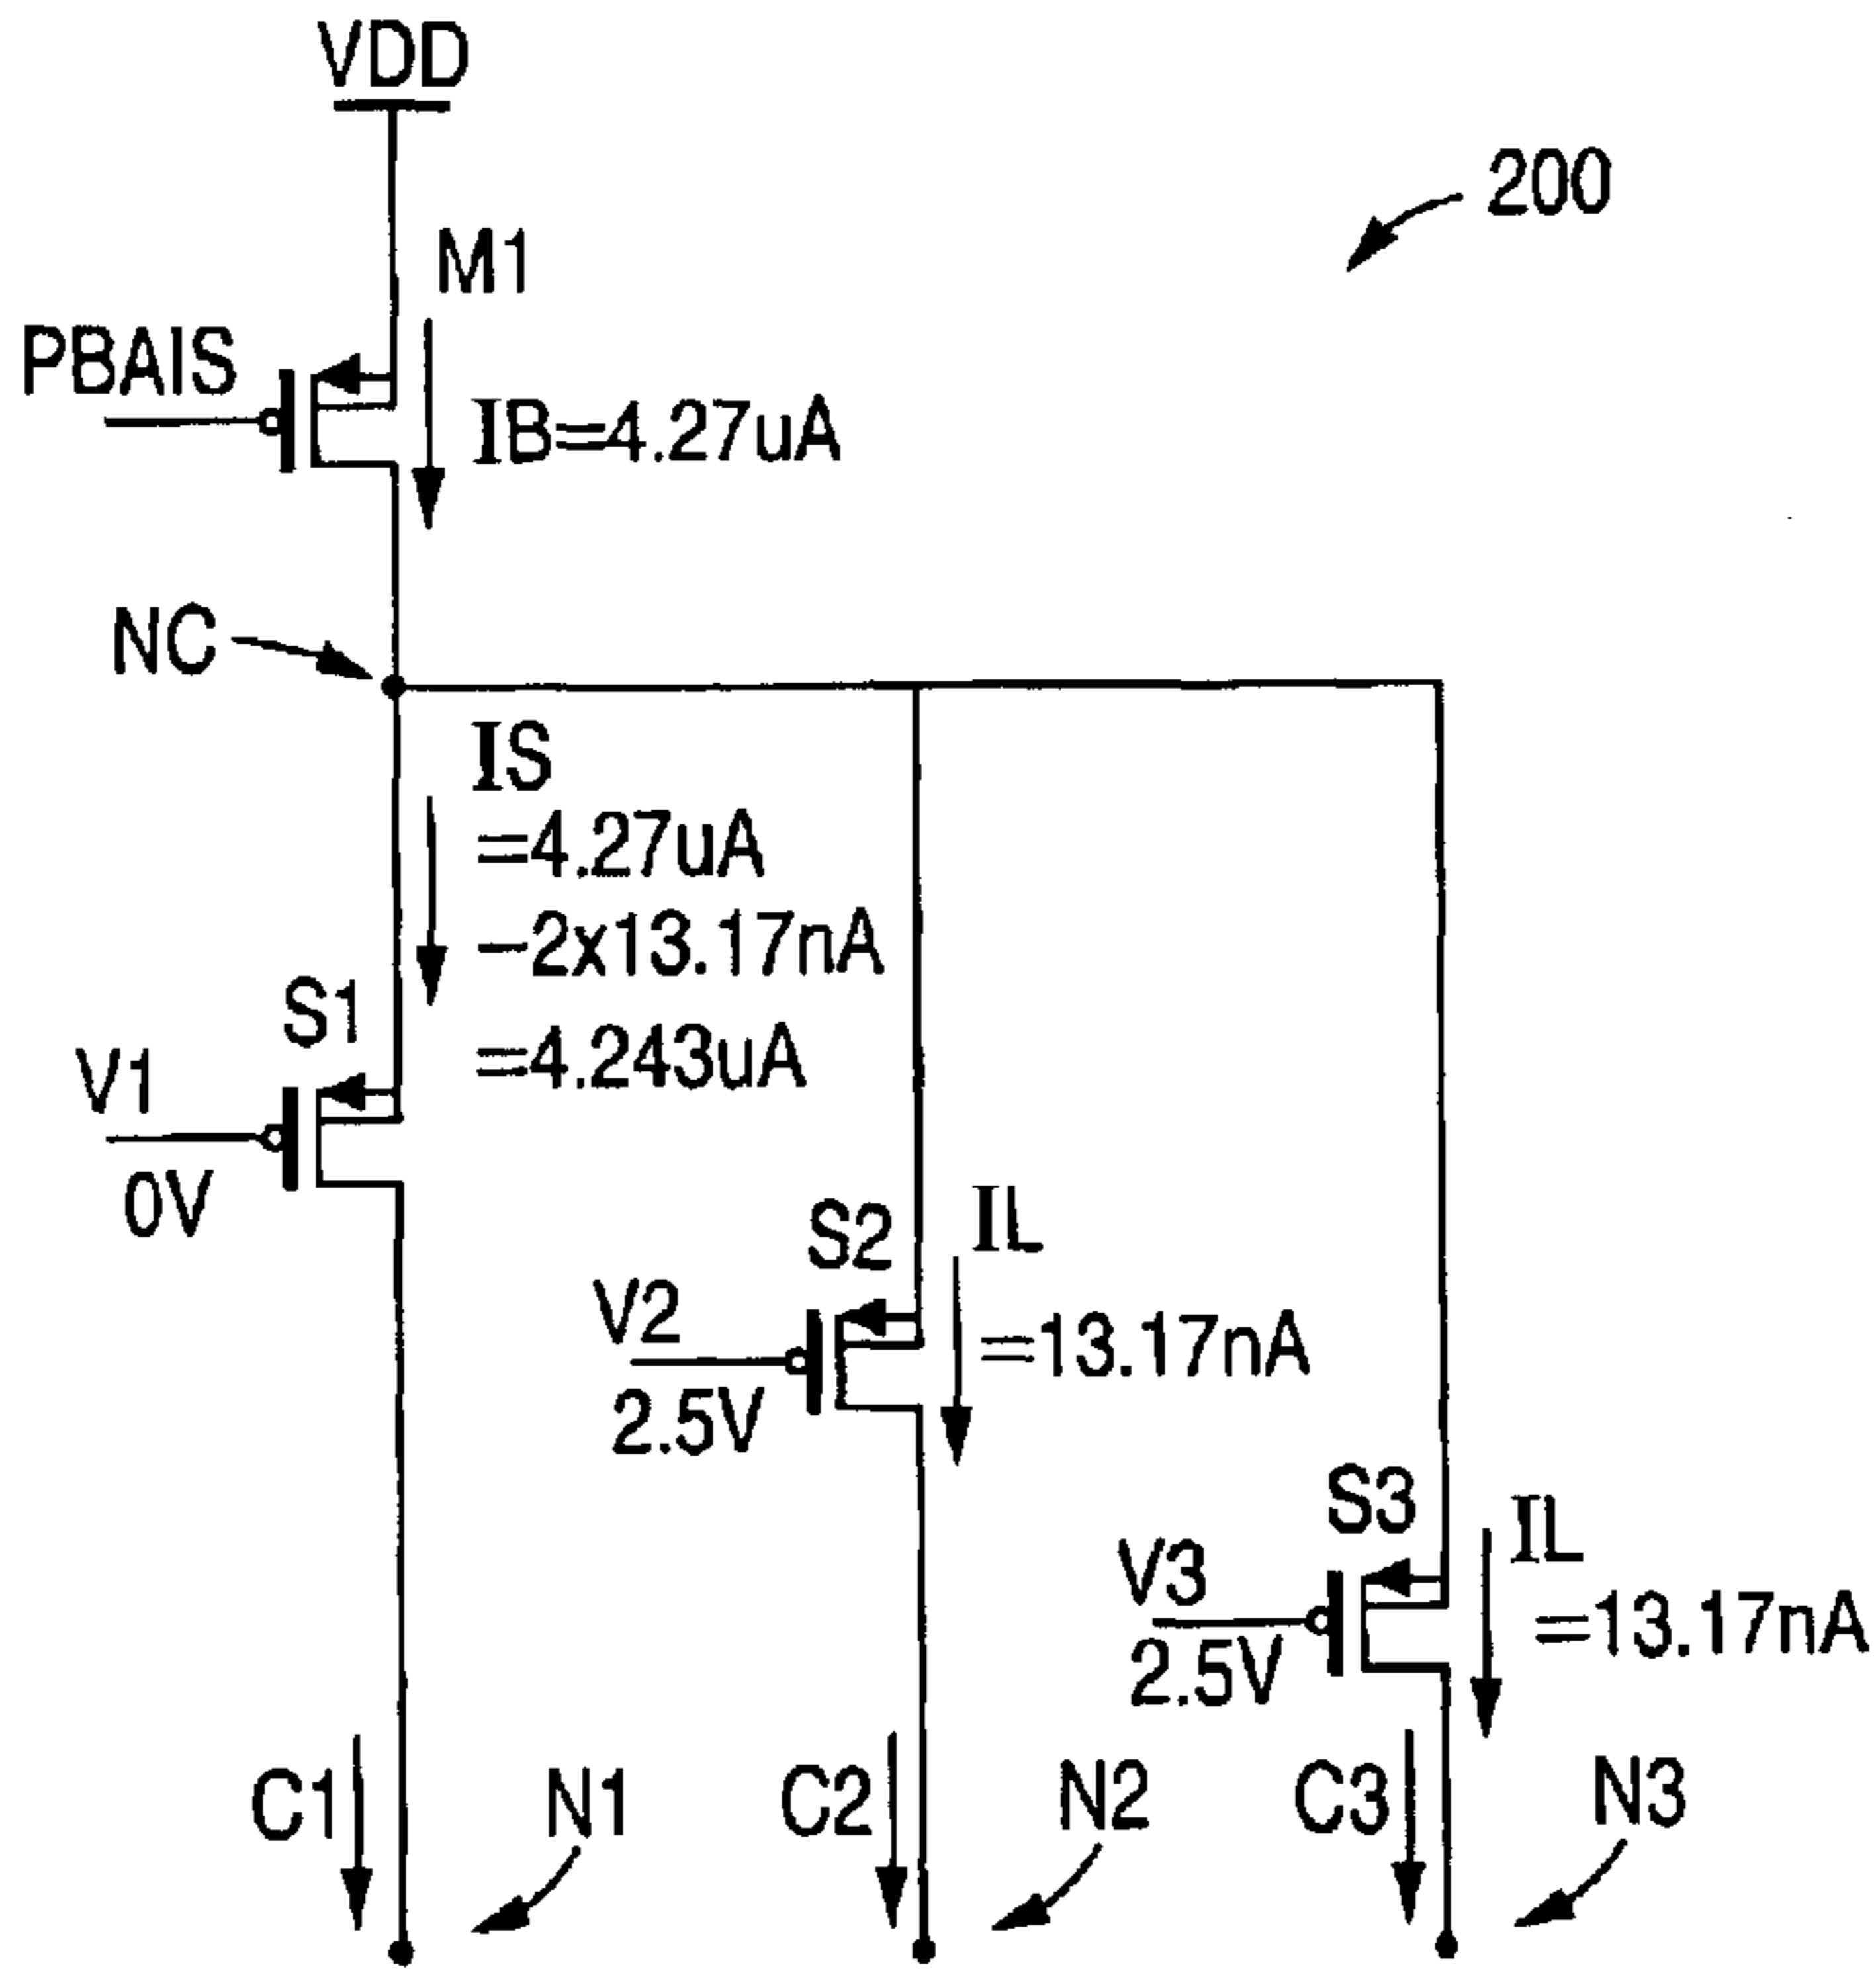 VDD
200
M1
PBAIS
IB=4.27uA
NC
IS
=4.27uA
-2x13.17nA
=4.243uA
S1
V1
0V
S2
IL
V2
=13.17nA
2.5V
S3
IL
V3
=13.17nA
2.5V
C1
N1
C2
N2
C3
N3